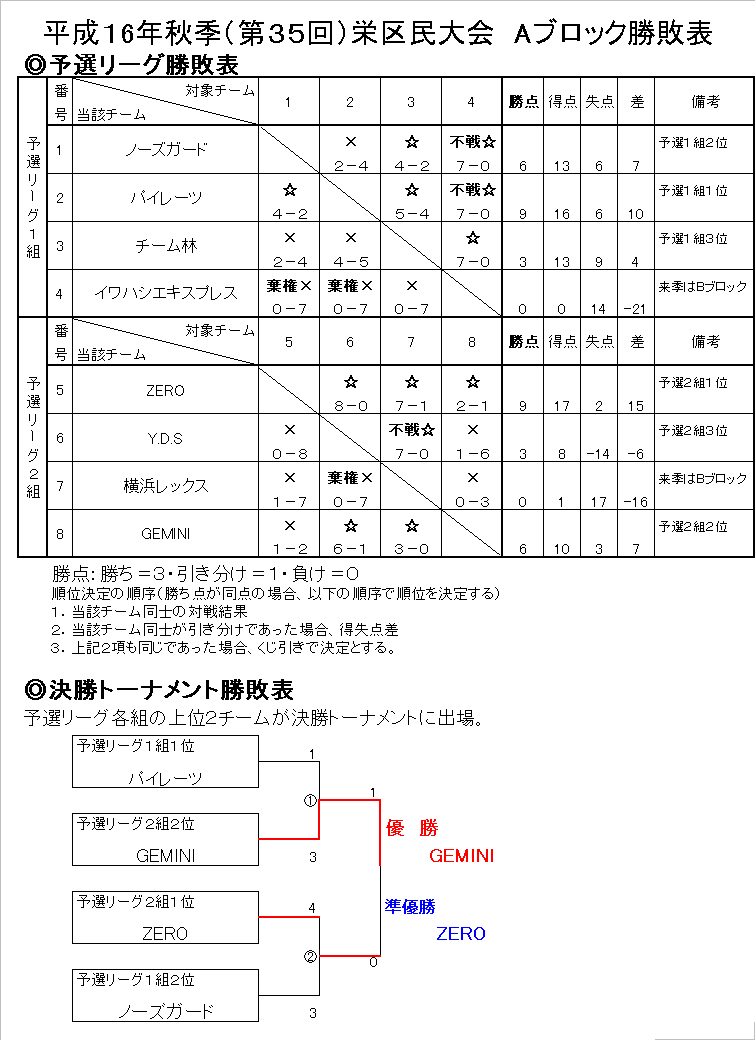 平成16年秋季（第35回）栄区民大会　Aブロック勝敗表
◎予選リーグ勝敗表
番号 対象チーム 当該チーム 1 2 3 4 勝点 得点 失点 差 備考
予選リーグ1組
1 ノーズガード × 2-4 ☆ 4-2 不戦☆ 7-0 6 13 6 7 予選1組2位
2 パイレーツ ☆ 4-2 ☆ 5-4 不戦☆ 7-0 9 16 6 10 予選1組1位
3 チーム林 × 2-4 × 4-5 ☆ 7-0 3 13 9 4 予選1組3位
4 イワハシエキスプレス 棄権× 0-7 棄権× 0-7 × 0-7 0 0 14 -21 来季はBブロック
番号 対象チーム 当該チーム 5 6 7 8 勝点 得点 失点 差 備考
予選リーグ2組
5 ZERO ☆ 8-0 ☆ 7-1 ☆ 2-1 9 17 2 15 予選2組1位
6 Y.D.S × 0-8 不戦☆ 7-0 × 1-6 3 8 -14 -6 予選2組3位
7 横浜レックス × 1-7 棄権× 0-7 × 0-3 0 1 17 -16 来季はBブロック
8 GEMINI × 1-2 ☆ 6-1 ☆ 3-0 6 10 3 7 予選2組2位
勝点：勝ち＝3・引き分け＝1・負け＝0
順位決定の順序（勝ち点が同点の場合、以下の順序で順位を決定する）
1．当該チーム同士の対戦結果
2．当該チーム同士が引き分けであった場合、得失点差
3．上記2項も同じであった場合、くじ引きで決定とする。
◎決勝トーナメント勝敗表
予選リーグ各組の上位2チームが決勝トーナメントに出場。
予選リーグ1組1位
パイレーツ
1
①
1
予選リーグ2組2位
GEMINI
3
優　勝
GEMINI
予選リーグ2組1位
ZERO
4
準優勝
ZERO
②
0
予選リーグ1組2位
ノーズガード
3